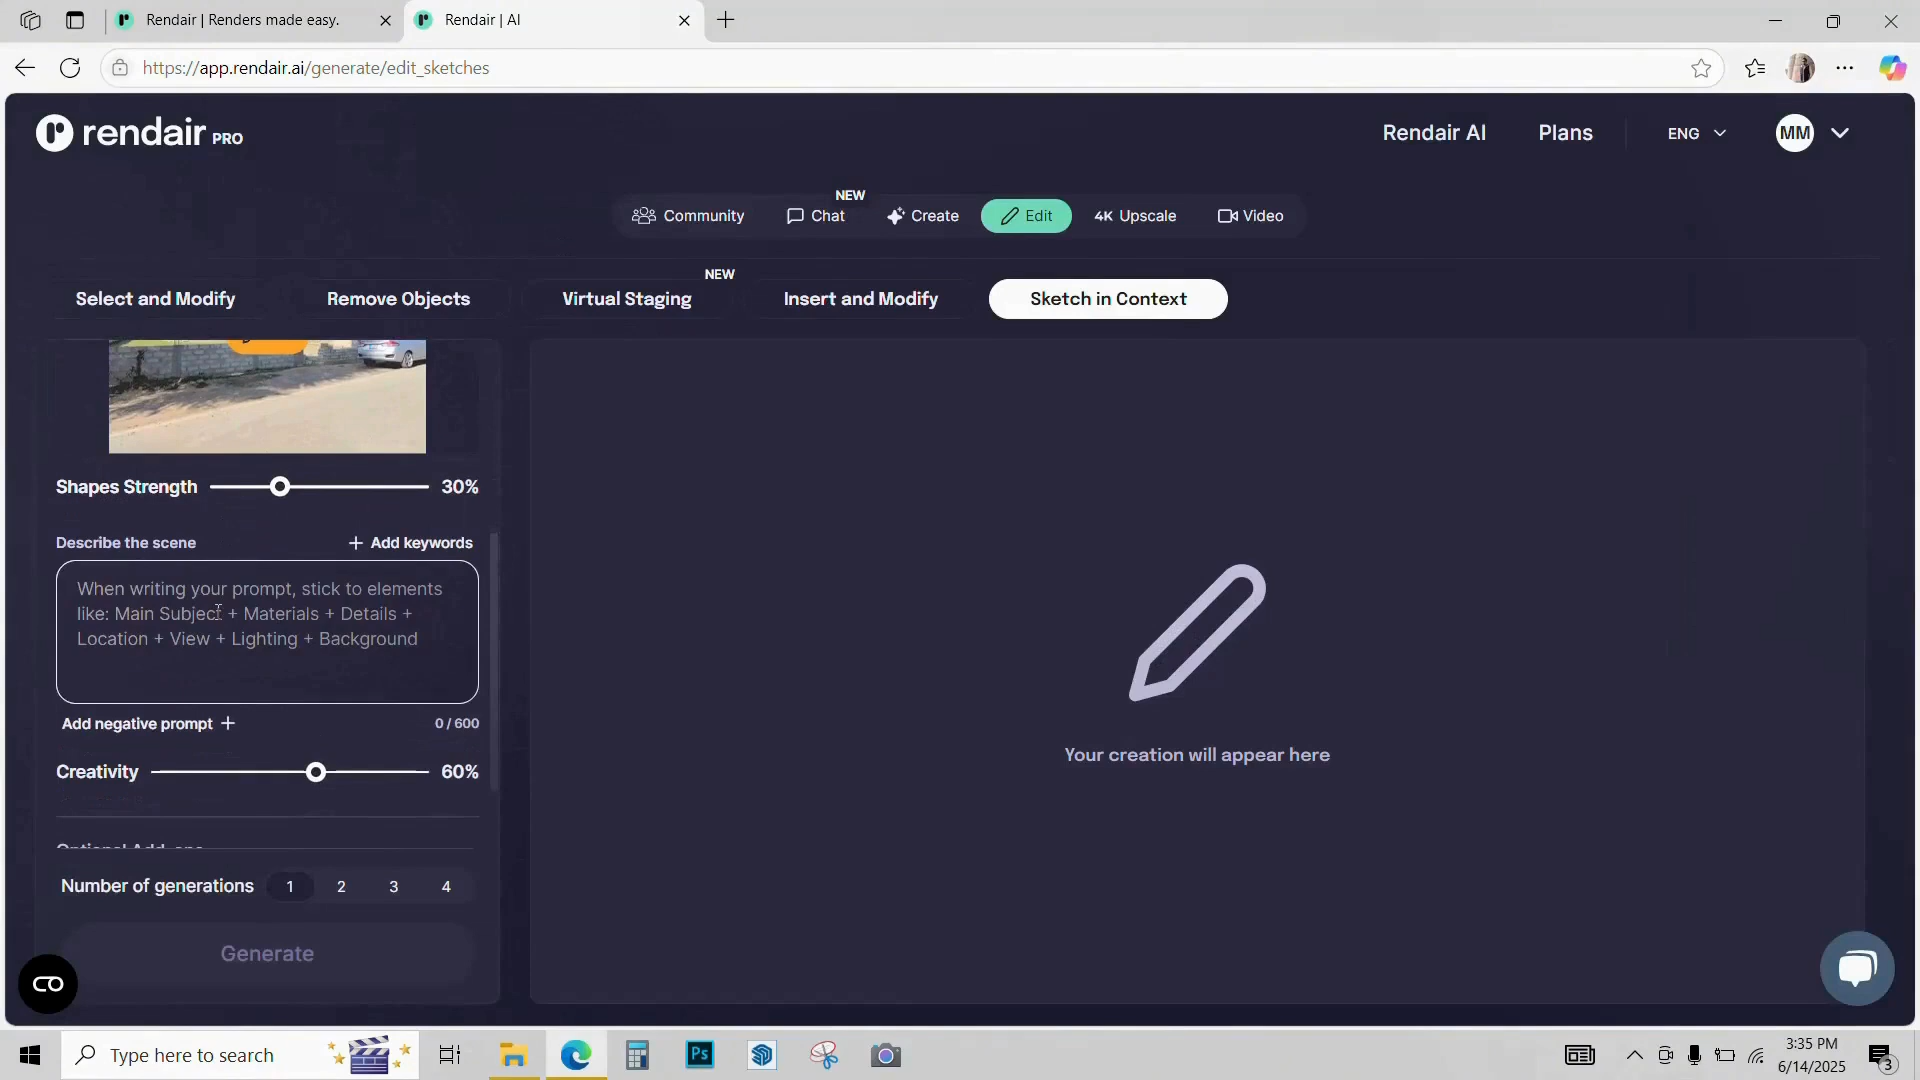 Rendair | Renders made easy.
Rendair | AI
https://app.rendair.ai/generate/edit_sketches
rendair PRO
Rendair AI
Plans
ENG
MM
NEW
Community
Chat
Create
Edit
4K Upscale
Video
NEW
Select and Modify
Remove Objects
Virtual Staging
Insert and Modify
Sketch in Context
Shapes Strength
30%
Describe the scene
+ Add keywords
When writing your prompt, stick to elements
like: Main Subject + Materials + Details +
Location + View + Lighting + Background
Add negative prompt +
0 / 600
Creativity
60%
Optional Add-ons
Number of generations
1
2
3
4
Generate
Your creation will appear here
Type here to search
Ps
3:35 PM
6/14/2025
3